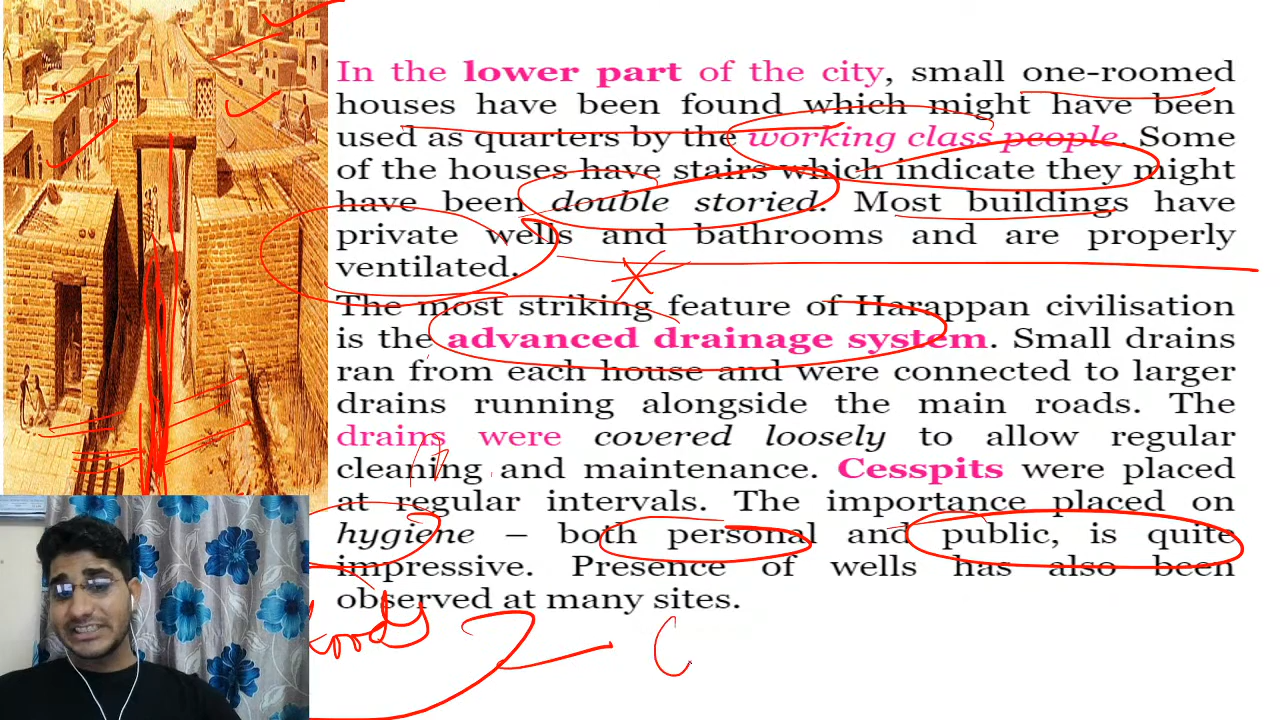 In the lower part of the city, small one-roomed
houses have been found which might have been
used as quarters by the working class people. Some
of the houses have stairs which indicate they might
have been double storied. Most buildings have
private wells and bathrooms and are properly
ventilated.
The most striking feature of Harappan civilisation
is the advanced drainage system. Small drains
ran from each house and were connected to larger
drains running alongside the main roads. The
drains were covered loosely to allow regular
cleaning and maintenance. Cesspits were placed
at regular intervals. The importance placed on
hygiene – both personal and public, is quite
impressive. Presence of wells has also been
observed at many sites.